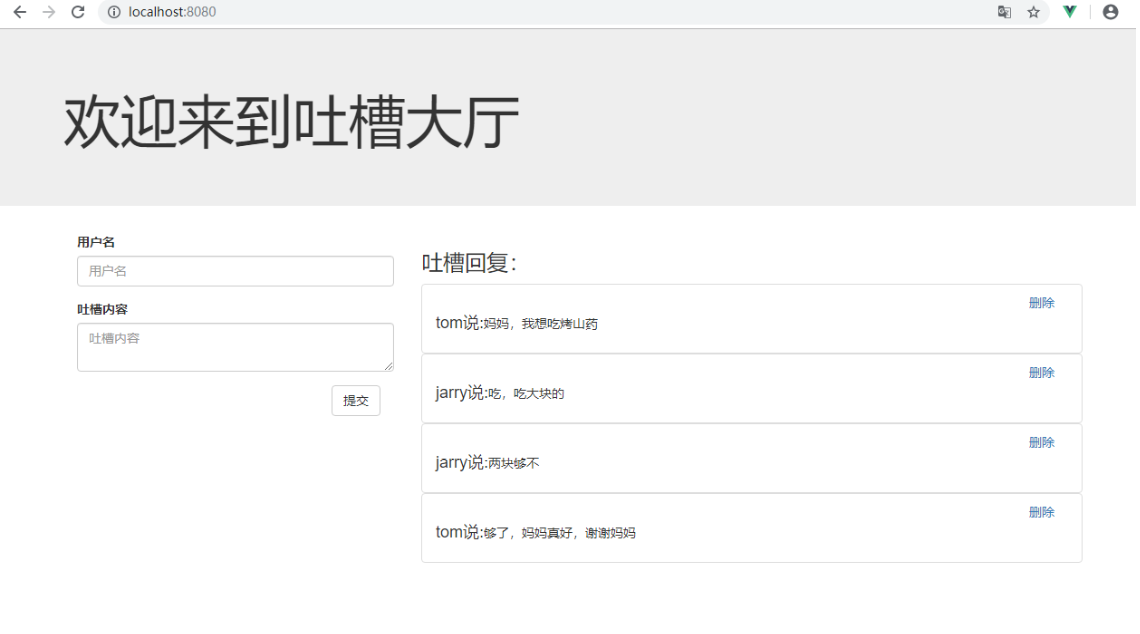 localhost:8080
欢迎来到吐槽大厅
用户名
用户名
吐槽内容
吐槽内容
提交
吐槽回复：
删除
tom说:妈妈，我想吃烤山药
删除
jarry说:吃，吃大块的
删除
jarry说:两块够不
删除
tom说:够了，妈妈真好，谢谢妈妈